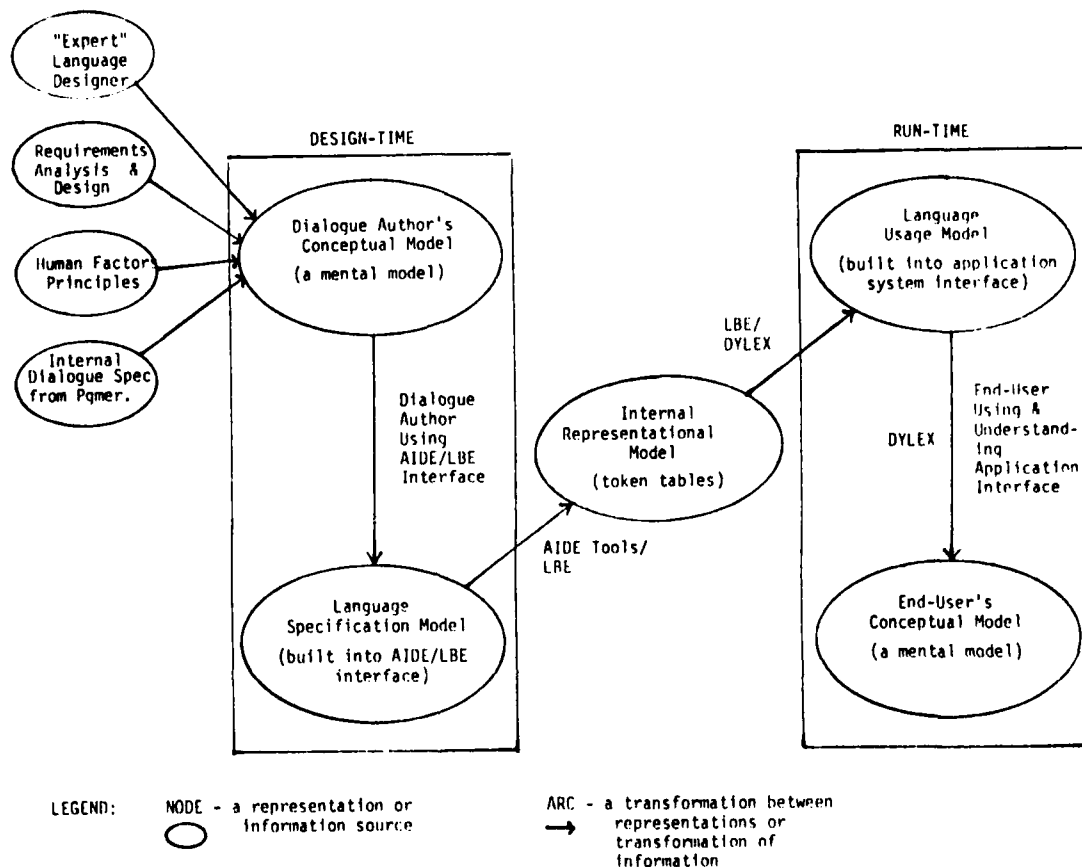 "Expert"
Language
Designer
Requirements
Analysis &
Design
Human Factors
Principles
Internal
Dialogue Spec
from Pgmer.
DESIGN-TIME
Dialogue Author's
Conceptual Model
(a mental model)
Dialogue
Author
Using
AIDE/LBE
Interface
Language
Specification Model
(built into AIDE/LBE
interface)
AIDE Tools/
LBE
Internal
Representational
Model
(token tables)
LBE/
DYLEX
RUN-TIME
Language
Usage Model
(built into application
system interface)
DYLEX
End-User
Using &
Understand-
ing
Application
Interface
End-User's
Conceptual Model
(a mental model)
LEGEND:
NODE - a representation or
information source
ARC - a transformation between
representations or
transformation of
information